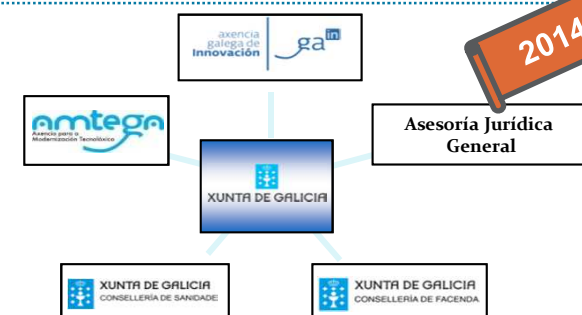 axencia
galega de
Innovación
gain
2014
amtega
Axencia para a
Modernización Tecnolóxica
Asesoría Jurídica
General
XUNTA DE GALICIA
XUNTA DE GALICIA
CONSELLERÍA DE SANIDADE
XUNTA DE GALICIA
CONSELLERÍA DE FACENDA